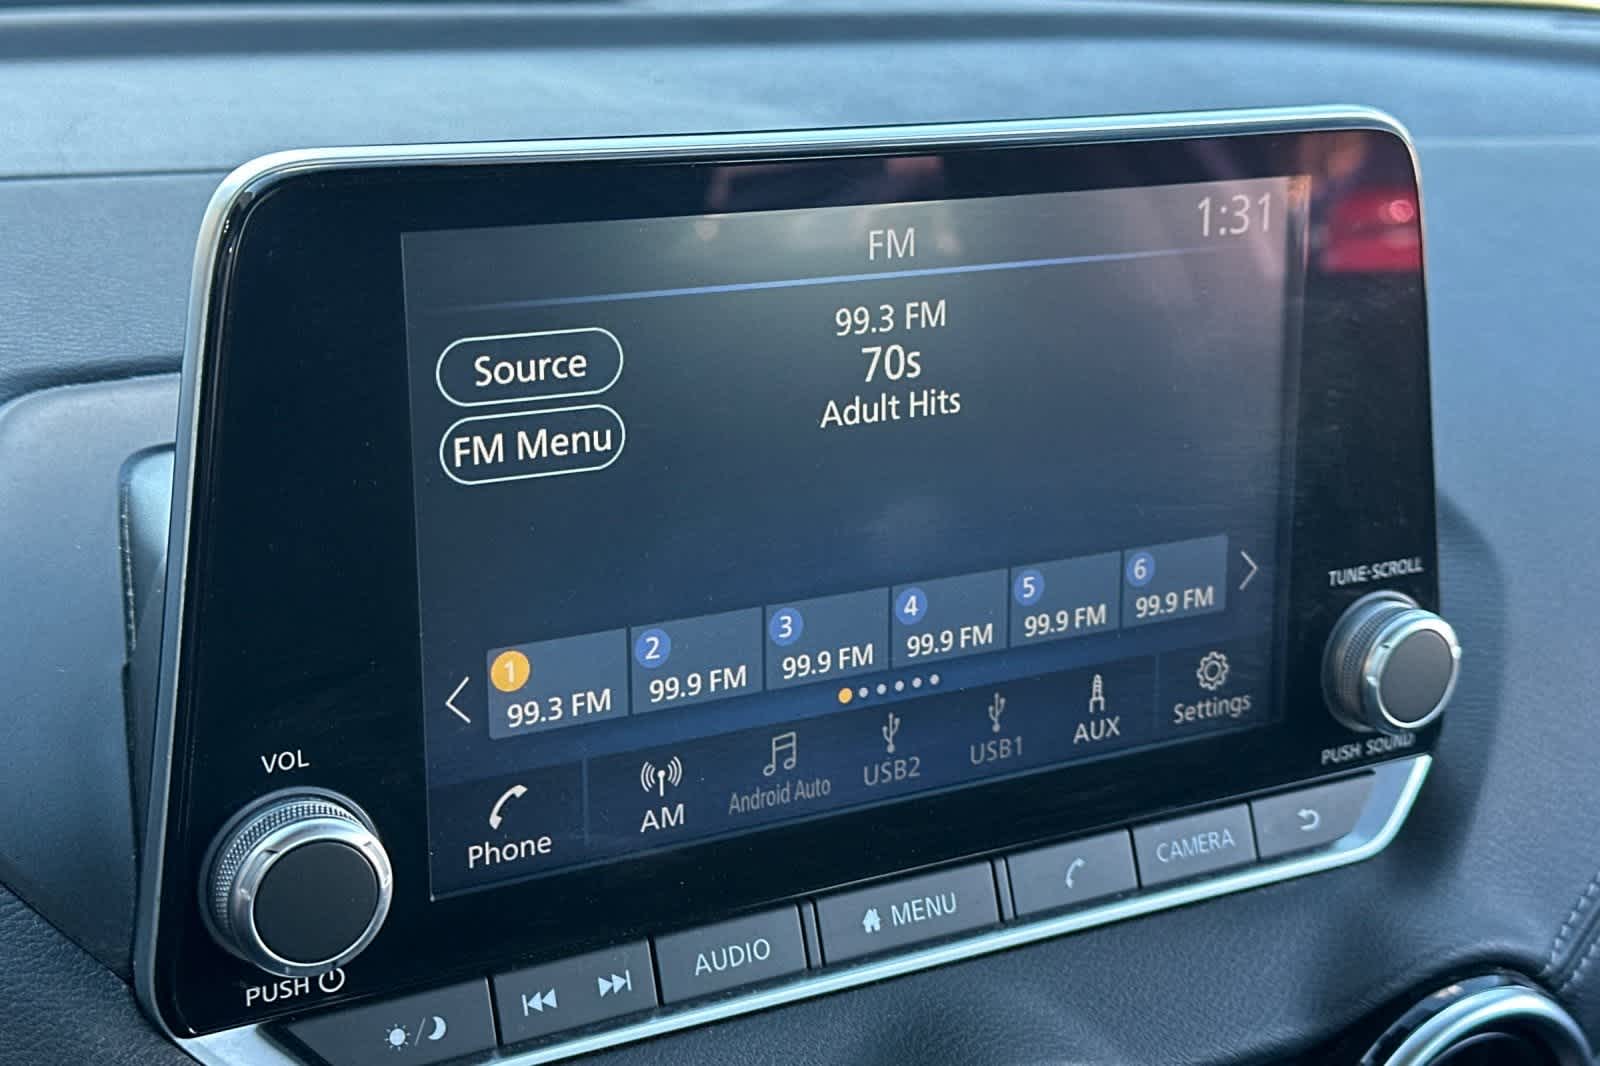 FM
1:31
99.3 FM
70s
Adult Hits
Source
FM Menu
1
99.3 FM
2
99.9 FM
3
99.9 FM
4
99.9 FM
5
99.9 FM
6
99.9 FM
Phone
AM
Android Auto
USB2
USB1
AUX
Settings
VOL
PUSH
TUNE·SCROLL
PUSH SOUND
AUDIO
MENU
CAMERA